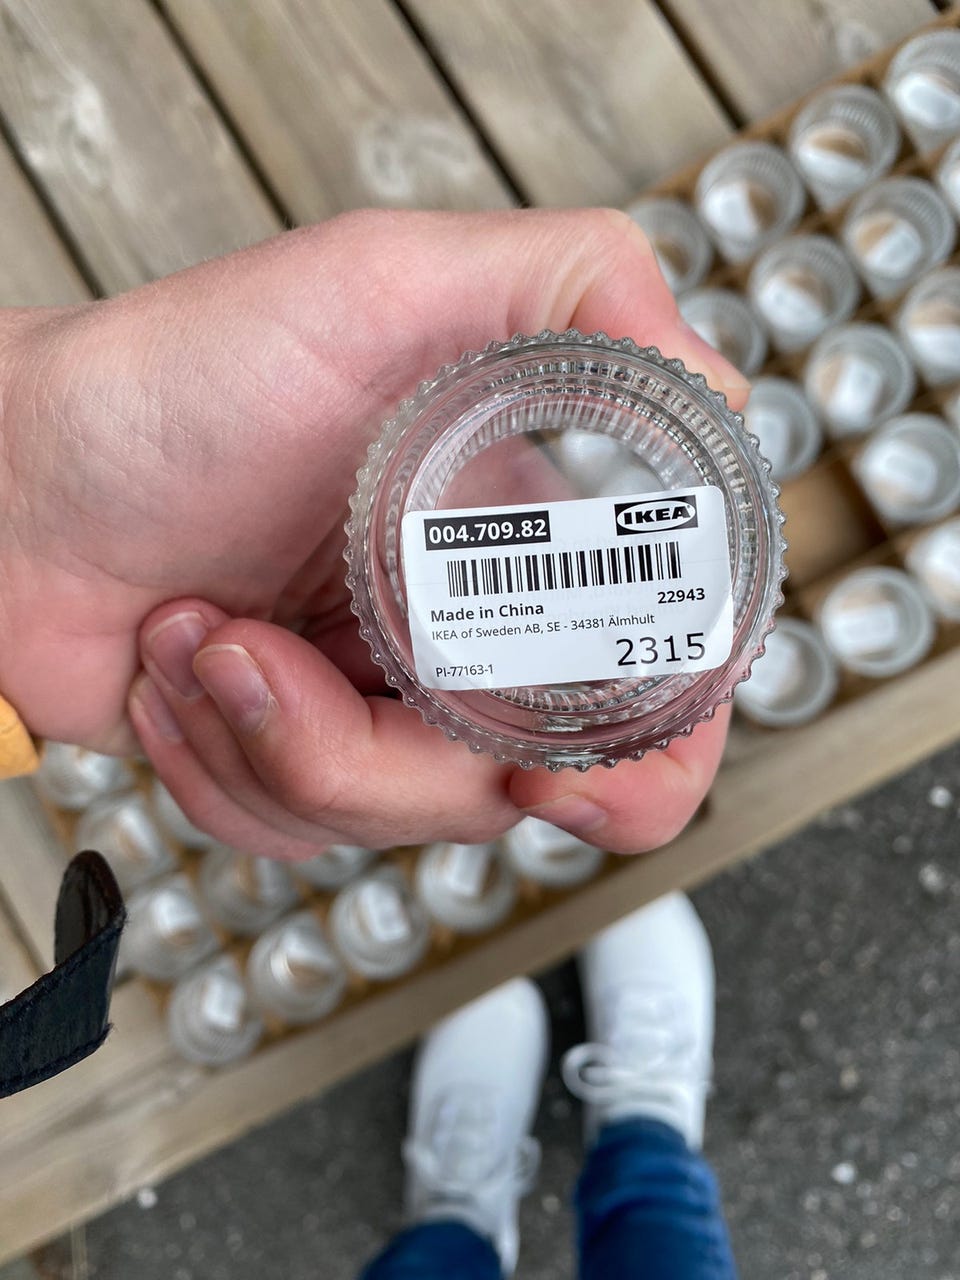 004.709.82
IKEA
Made in China 22943
IKEA of Sweden AB, SE - 34381 Älmhult
PI-77163-1 2315